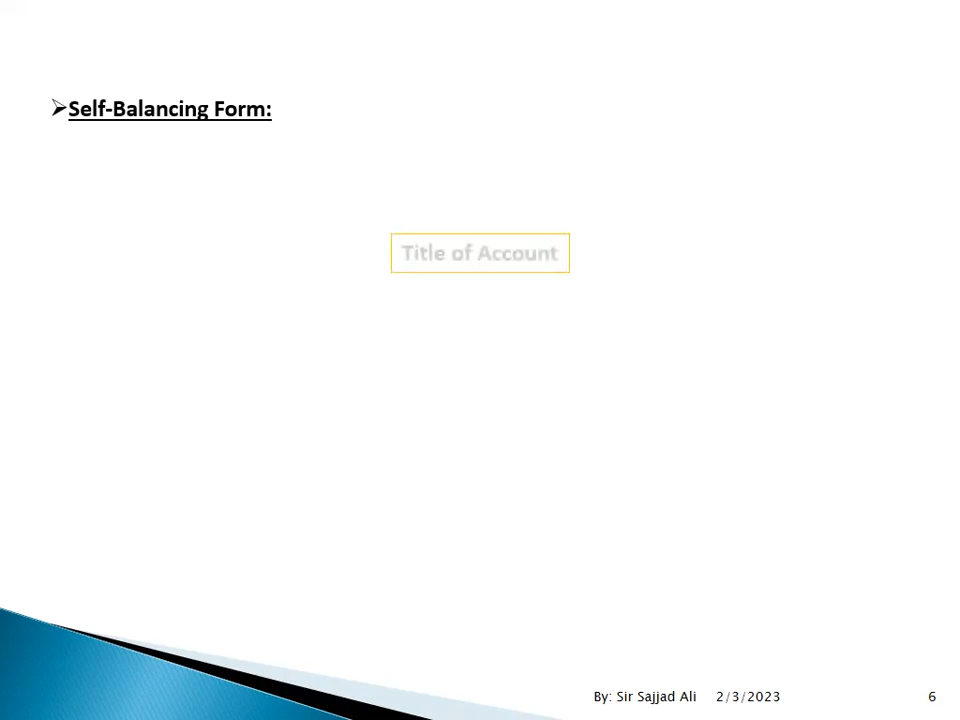 ➢Self-Balancing Form:
Title of Account
By: Sir Sajjad Ali 2/3/2023 6